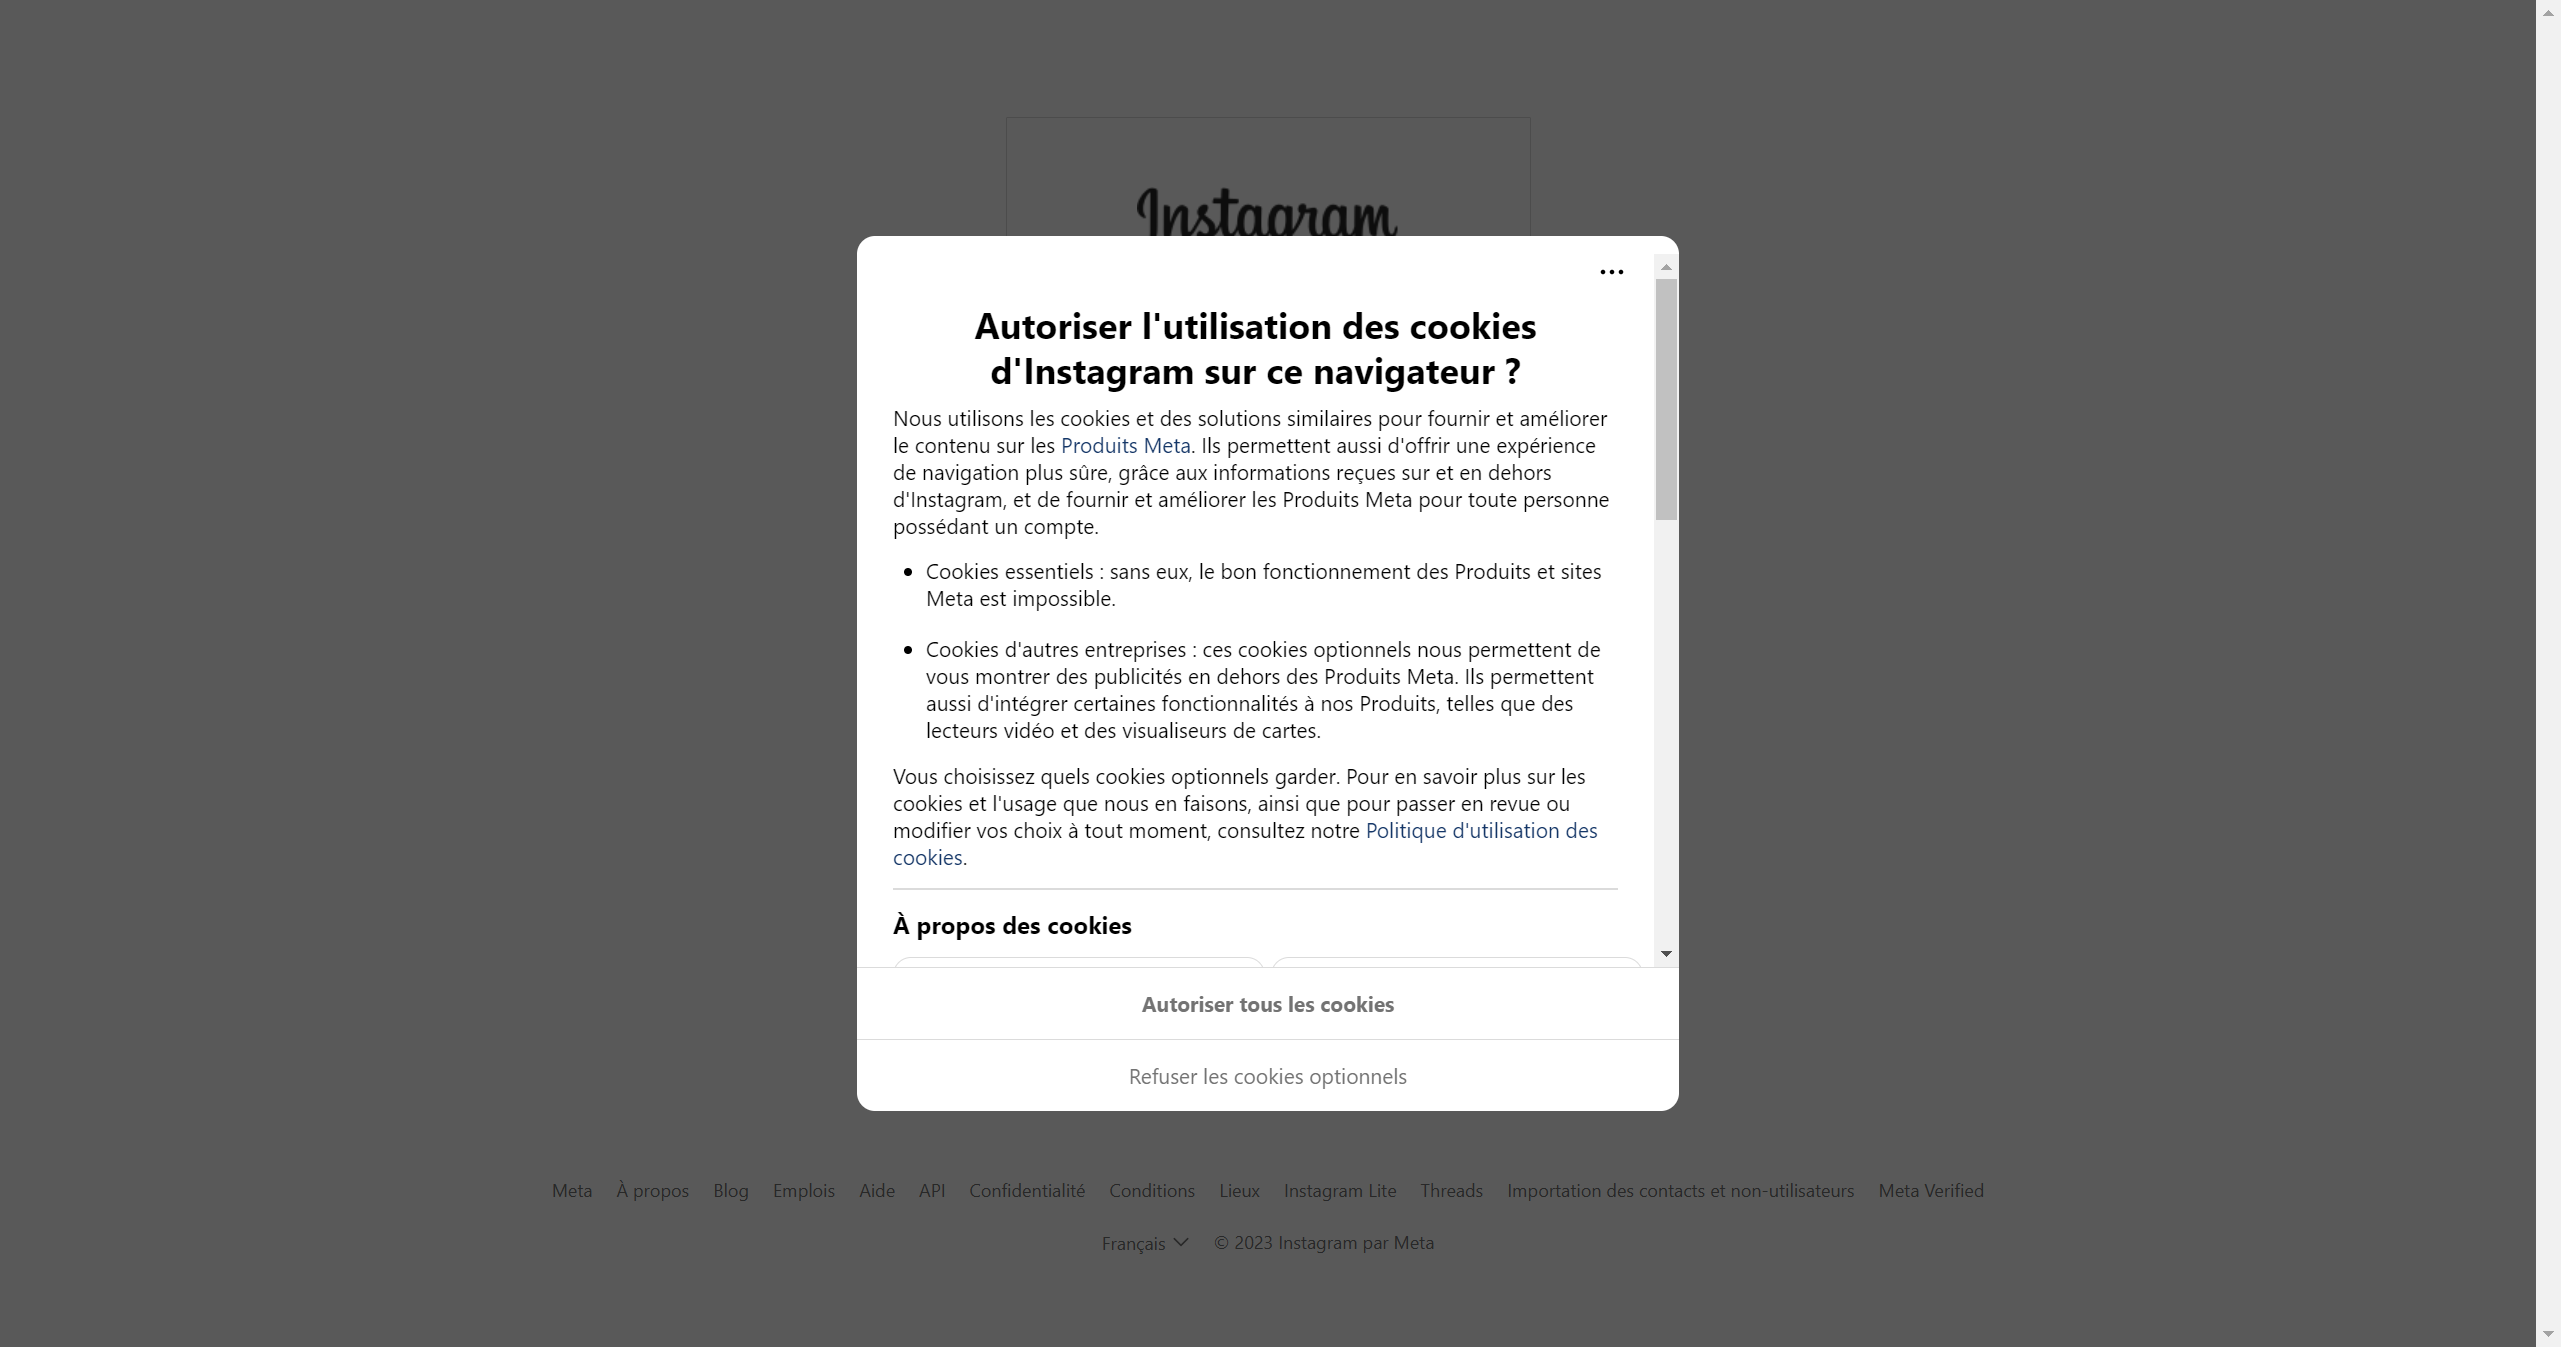 Instagram
Autoriser l'utilisation des cookies
d'Instagram sur ce navigateur ?
Nous utilisons les cookies et des solutions similaires pour fournir et améliorer
le contenu sur les Produits Meta. Ils permettent aussi d'offrir une expérience
de navigation plus sûre, grâce aux informations reçues sur et en dehors
d'Instagram, et de fournir et améliorer les Produits Meta pour toute personne
possédant un compte.
• Cookies essentiels : sans eux, le bon fonctionnement des Produits et sites
Meta est impossible.
• Cookies d'autres entreprises : ces cookies optionnels nous permettent de
vous montrer des publicités en dehors des Produits Meta. Ils permettent
aussi d'intégrer certaines fonctionnalités à nos Produits, telles que des
lecteurs vidéo et des visualiseurs de cartes.
Vous choisissez quels cookies optionnels garder. Pour en savoir plus sur les
cookies et l'usage que nous en faisons, ainsi que pour passer en revue ou
modifier vos choix à tout moment, consultez notre Politique d'utilisation des
cookies.
À propos des cookies
Autoriser tous les cookies
Refuser les cookies optionnels
Meta À propos Blog Emplois Aide API Confidentialité Conditions Lieux Instagram Lite Threads Importation des contacts et non-utilisateurs Meta Verified
Français © 2023 Instagram par Meta